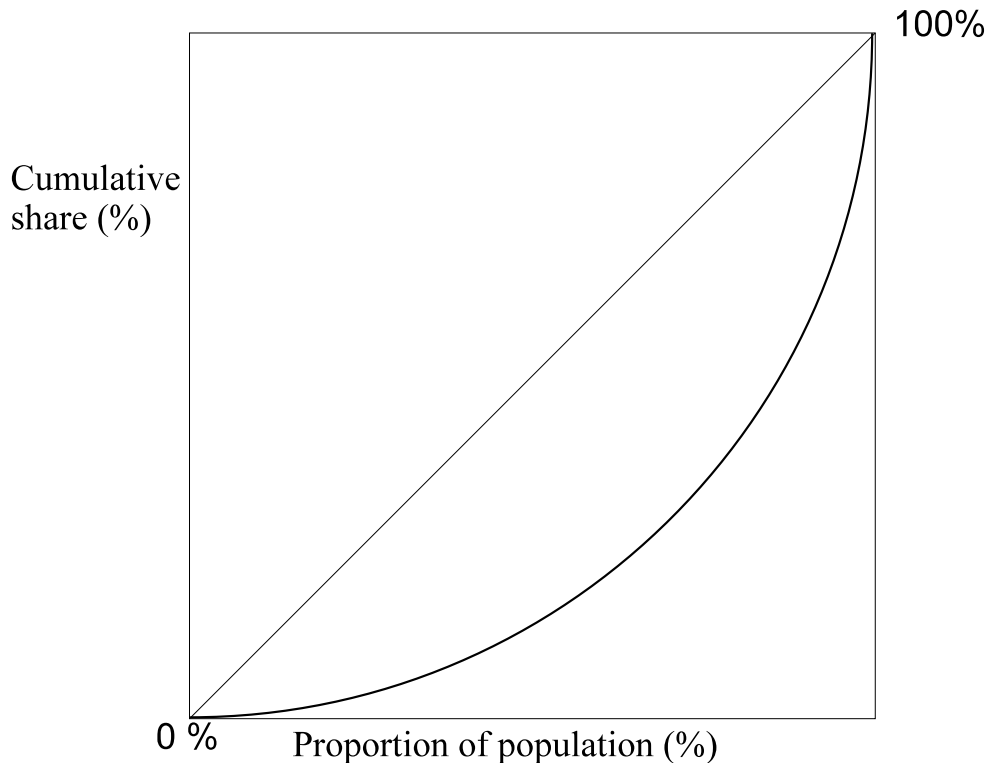 100%
Cumulative
share (%)
0 %
Proportion of population (%)